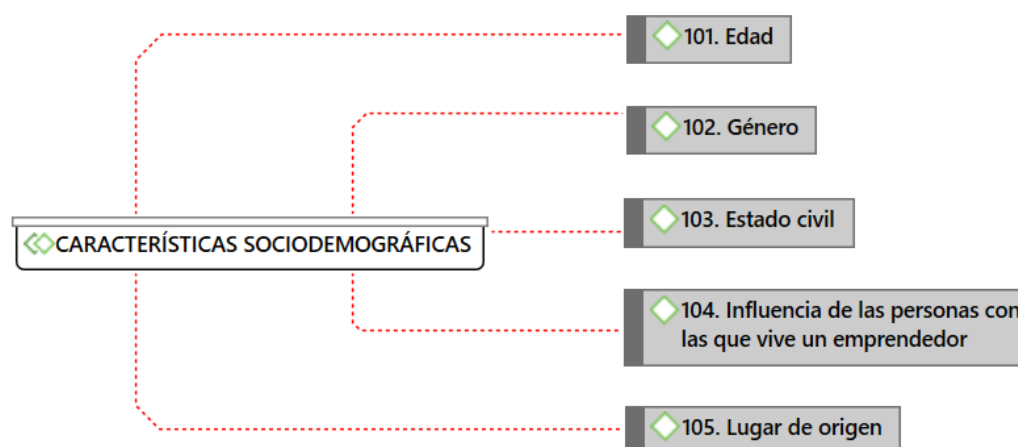 101. Edad
102. Género
103. Estado civil
CARACTERÍSTICAS SOCIODEMOGRÁFICAS
104. Influencia de las personas con
las que vive un emprendedor
105. Lugar de origen